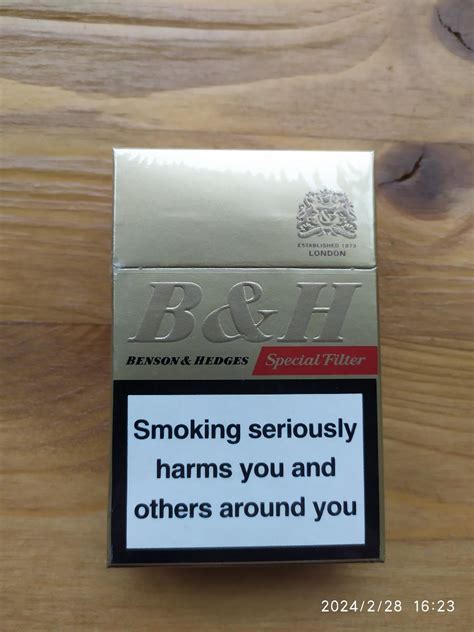 ESTABLISHED 1873
LONDON
B&H
BENSON & HEDGES Special Filter
Smoking seriously
harms you and
others around you
2024/2/28 16:23